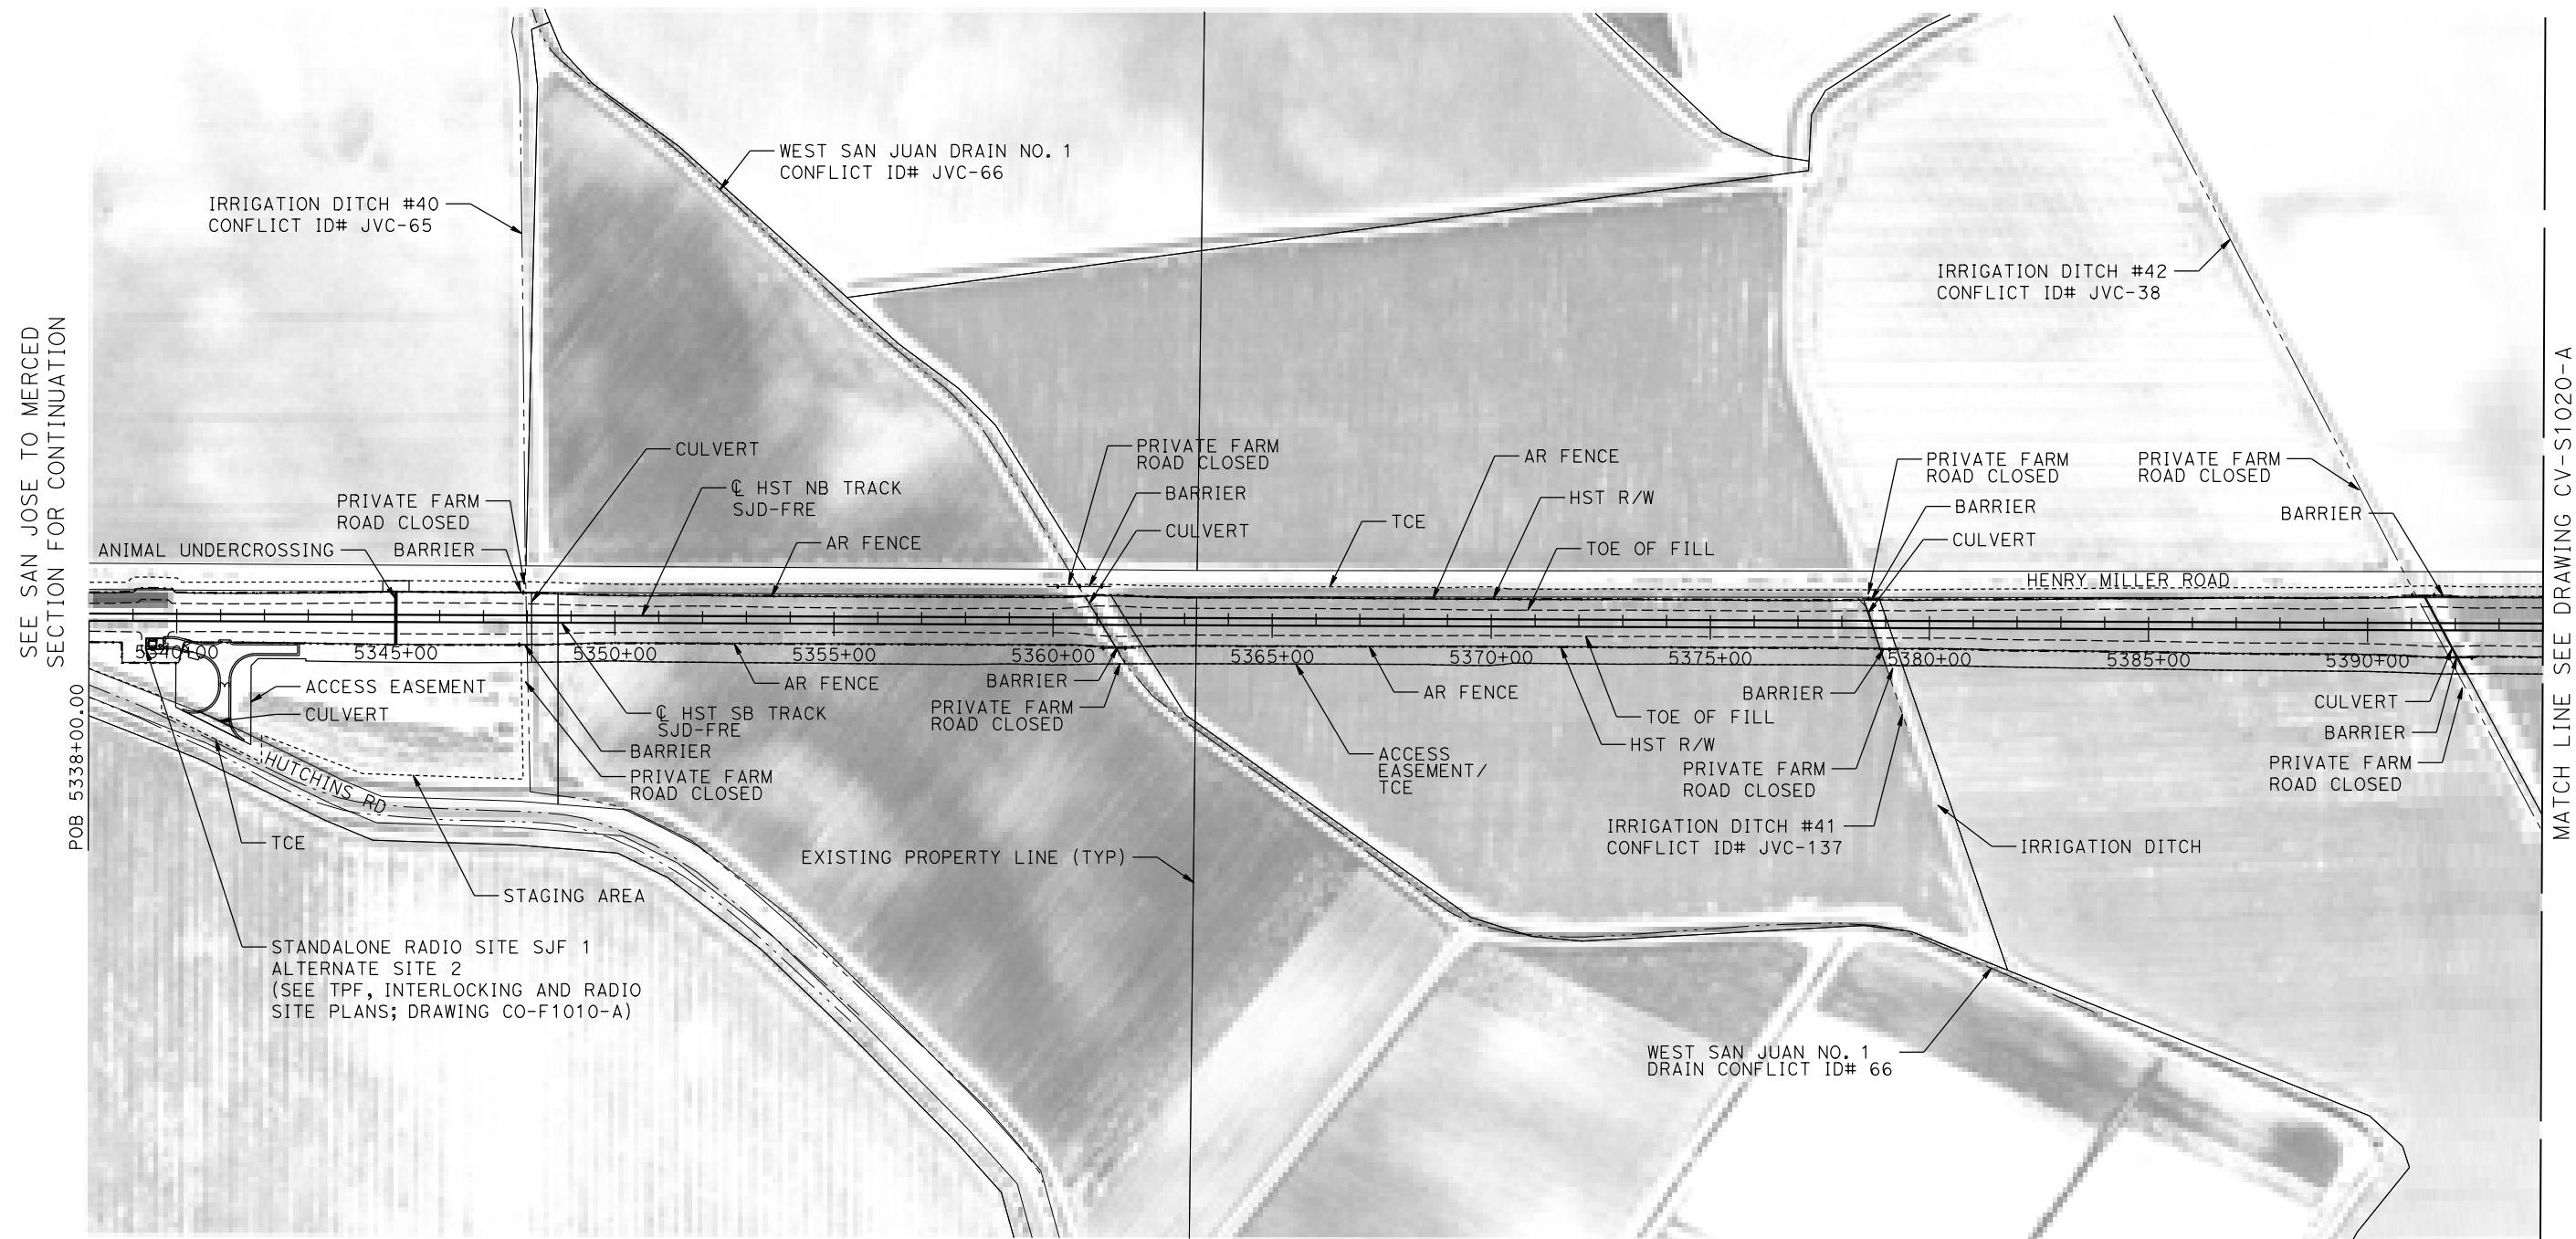 WEST SAN JUAN DRAIN NO. 1
CONFLICT ID# JVC-66
IRRIGATION DITCH #40
CONFLICT ID# JVC-65
IRRIGATION DITCH #42
CONFLICT ID# JVC-38
SEE SAN JOSE TO MERCED
SECTION FOR CONTINUATION
MATCH LINE SEE DRAWING CV-S1020-A
CULVERT
℄ HST NB TRACK
SJD-FRE
PRIVATE FARM
ROAD CLOSED
ANIMAL UNDERCROSSING
BARRIER
AR FENCE
PRIVATE FARM
ROAD CLOSED
BARRIER
CULVERT
TCE
AR FENCE
HST R/W
TOE OF FILL
PRIVATE FARM
ROAD CLOSED
BARRIER
CULVERT
PRIVATE FARM
ROAD CLOSED
BARRIER
HENRY MILLER ROAD
5340+00
5345+00
5350+00
5355+00
5360+00
5365+00
5370+00
5375+00
5380+00
5385+00
5390+00
POB 5338+00.00
ACCESS EASEMENT
CULVERT
HUTCHINS RD
TCE
STAGING AREA
STANDALONE RADIO SITE SJF 1
ALTERNATE SITE 2
(SEE TPF, INTERLOCKING AND RADIO
SITE PLANS; DRAWING CO-F1010-A)
AR FENCE
℄ HST SB TRACK
SJD-FRE
BARRIER
PRIVATE FARM
ROAD CLOSED
BARRIER
PRIVATE FARM
ROAD CLOSED
EXISTING PROPERTY LINE (TYP)
AR FENCE
ACCESS
EASEMENT/
TCE
TOE OF FILL
HST R/W
BARRIER
PRIVATE FARM
ROAD CLOSED
IRRIGATION DITCH #41
CONFLICT ID# JVC-137
IRRIGATION DITCH
CULVERT
BARRIER
PRIVATE FARM
ROAD CLOSED
WEST SAN JUAN NO. 1
DRAIN CONFLICT ID# 66